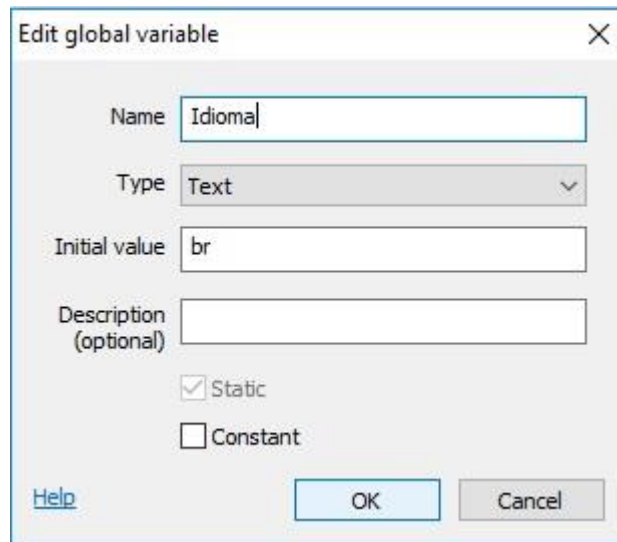 Edit global variable
Name Idioma
Type Text
Initial value br
Description
(optional)
Static
Constant
Help OK Cancel